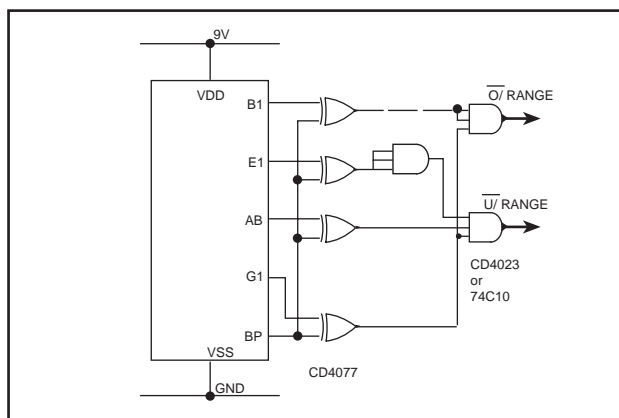 9V
VDD
B1
O/ RANGE
E1
AB
U/ RANGE
CD4023
or
74C10
G1
BP
VSS
CD4077
GND